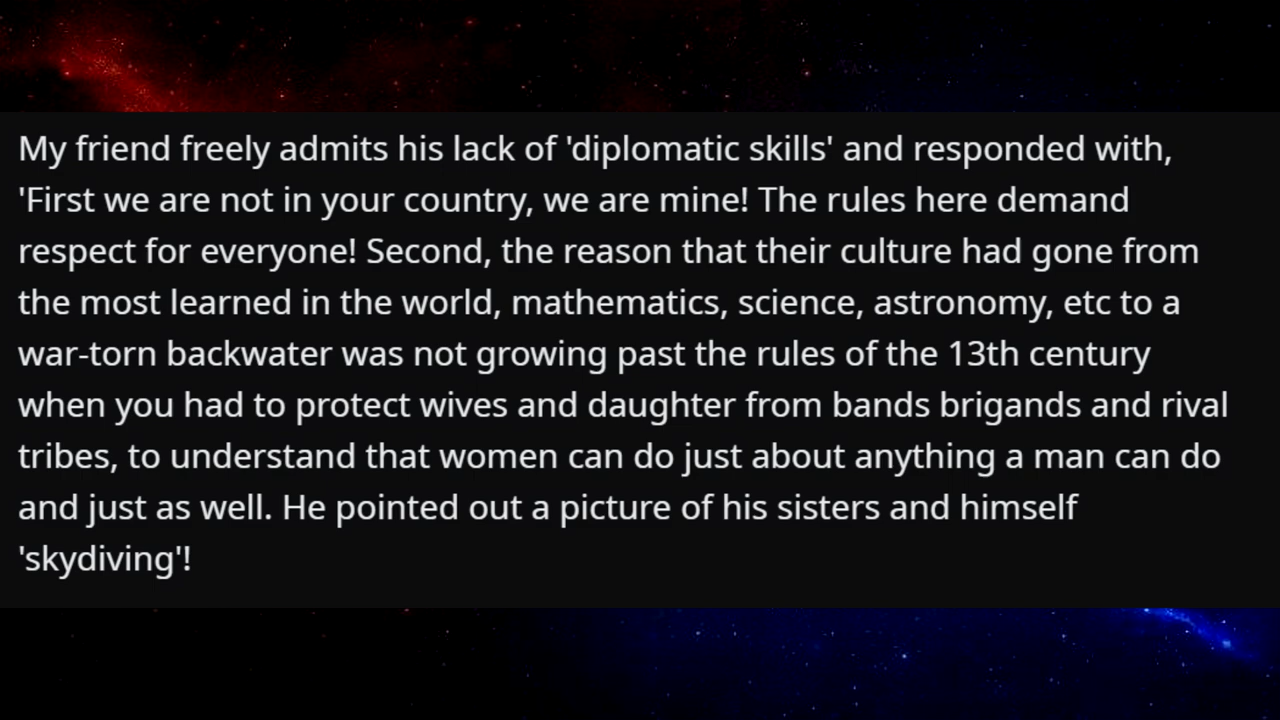 My friend freely admits his lack of 'diplomatic skills' and responded with,
'First we are not in your country, we are mine! The rules here demand
respect for everyone! Second, the reason that their culture had gone from
the most learned in the world, mathematics, science, astronomy, etc to a
war-torn backwater was not growing past the rules of the 13th century
when you had to protect wives and daughter from bands brigands and rival
tribes, to understand that women can do just about anything a man can do
and just as well. He pointed out a picture of his sisters and himself
'skydiving'!